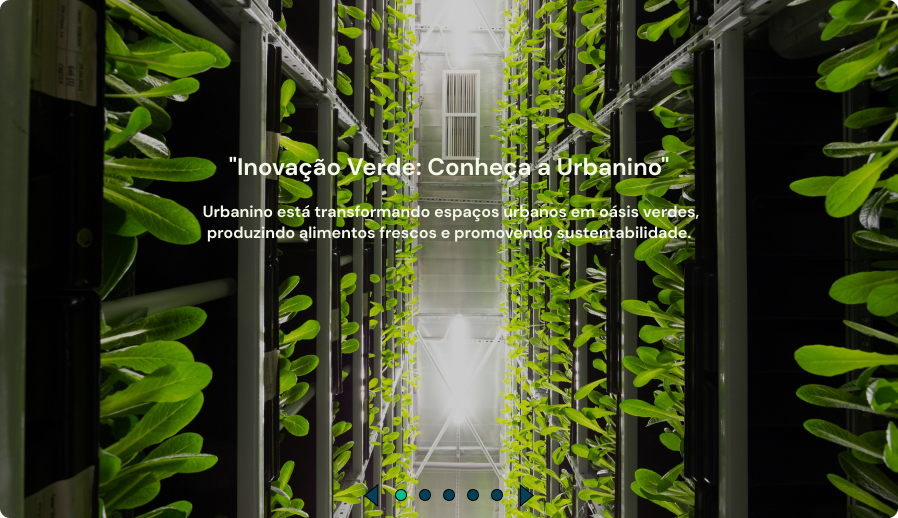 "Inovação Verde: Conheça a Urbanino"
Urbanino está transformando espaços urbanos em oásis verdes,
produzindo alimentos frescos e promovendo sustentabilidade.